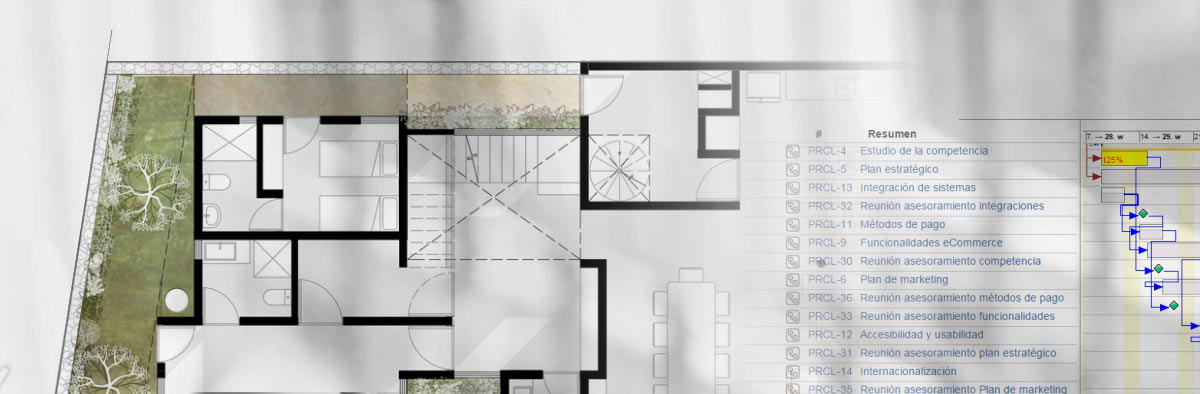 # Resumen
7. → 28. w 14. → 29. w 21
PRCL-4 Estudio de la competencia
125%
PRCL-5 Plan estratégico
PRCL-13 Integración de sistemas
PRCL-32 Reunión asesoramiento integraciones
PRCL-11 Métodos de pago
PRCL-9 Funcionalidades eCommerce
PRCL-30 Reunión asesoramiento competencia
PRCL-6 Plan de marketing
PRCL-36 Reunión asesoramiento métodos de pago
PRCL-33 Reunión asesoramiento funcionalidades
PRCL-12 Accesibilidad y usabilidad
PRCL-31 Reunión asesoramiento plan estratégico
PRCL-14 Internacionalización
PRCL-35 Reunión asesoramiento Plan de marketing